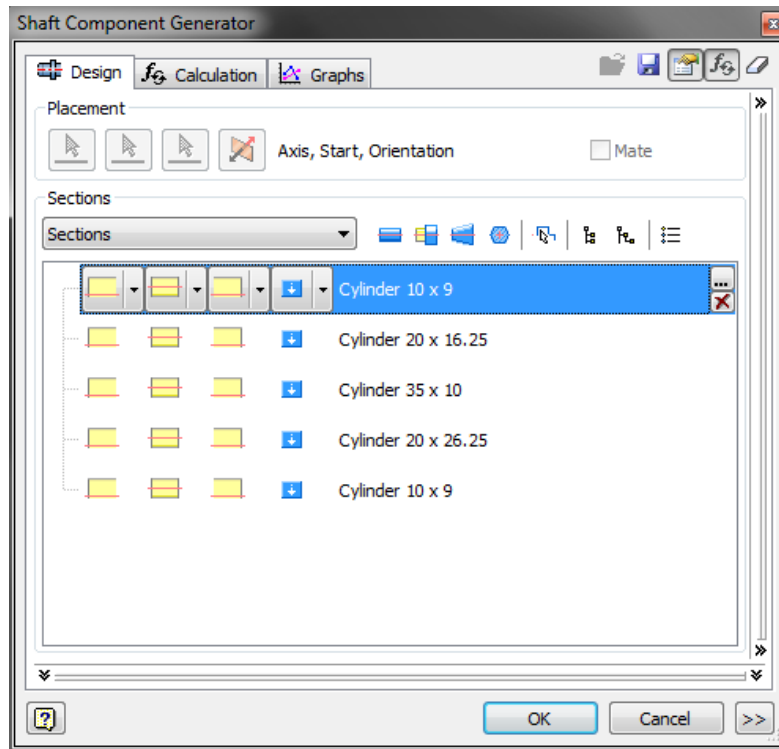 Shaft Component Generator
Design
Calculation
Graphs
Placement
Axis, Start, Orientation
Mate
Sections
Sections
Cylinder 10 x 9
...
Cylinder 20 x 16.25
Cylinder 35 x 10
Cylinder 20 x 26.25
Cylinder 10 x 9
?
OK
Cancel
>>